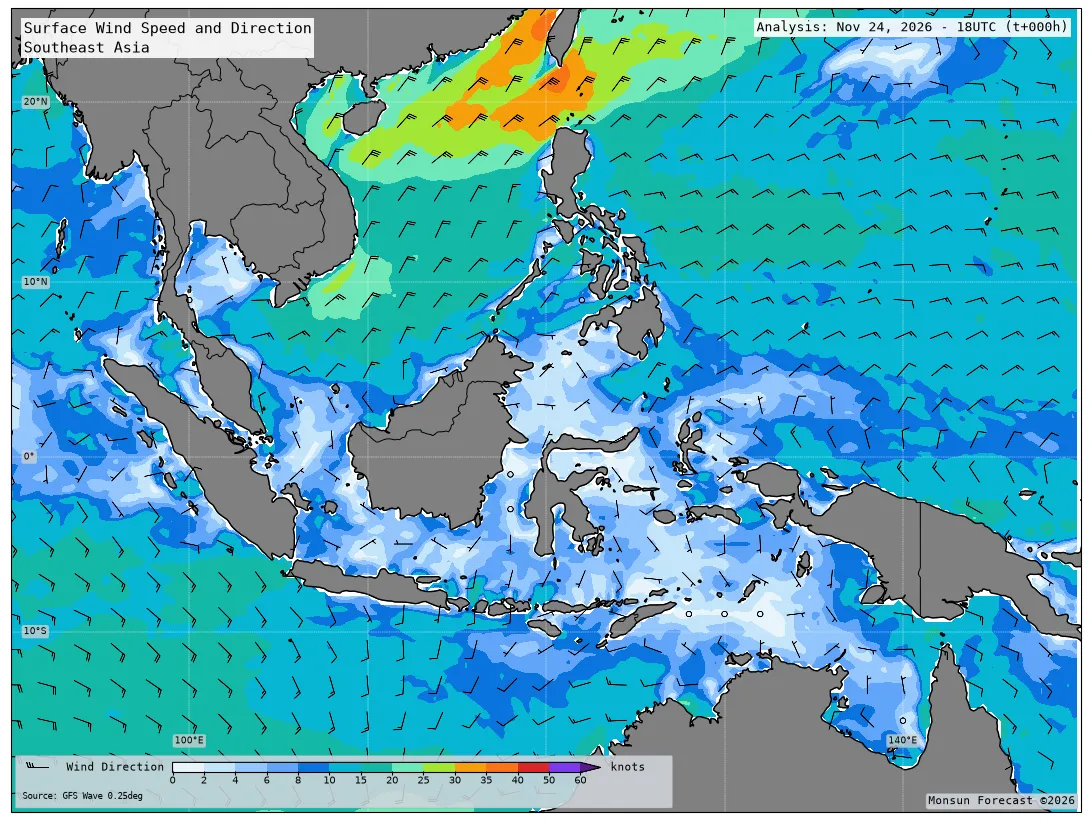 Surface Wind Speed and Direction
Southeast Asia
Analysis: Nov 24, 2026 - 18UTC (t+000h)
20°N
10°N
0°
10°S
100°E
140°E
Wind Direction
0 2 4 6 8 10 15 20 25 30 35 40 50 60
knots
Source: GFS Wave 0.25deg
Monsun Forecast ©2026